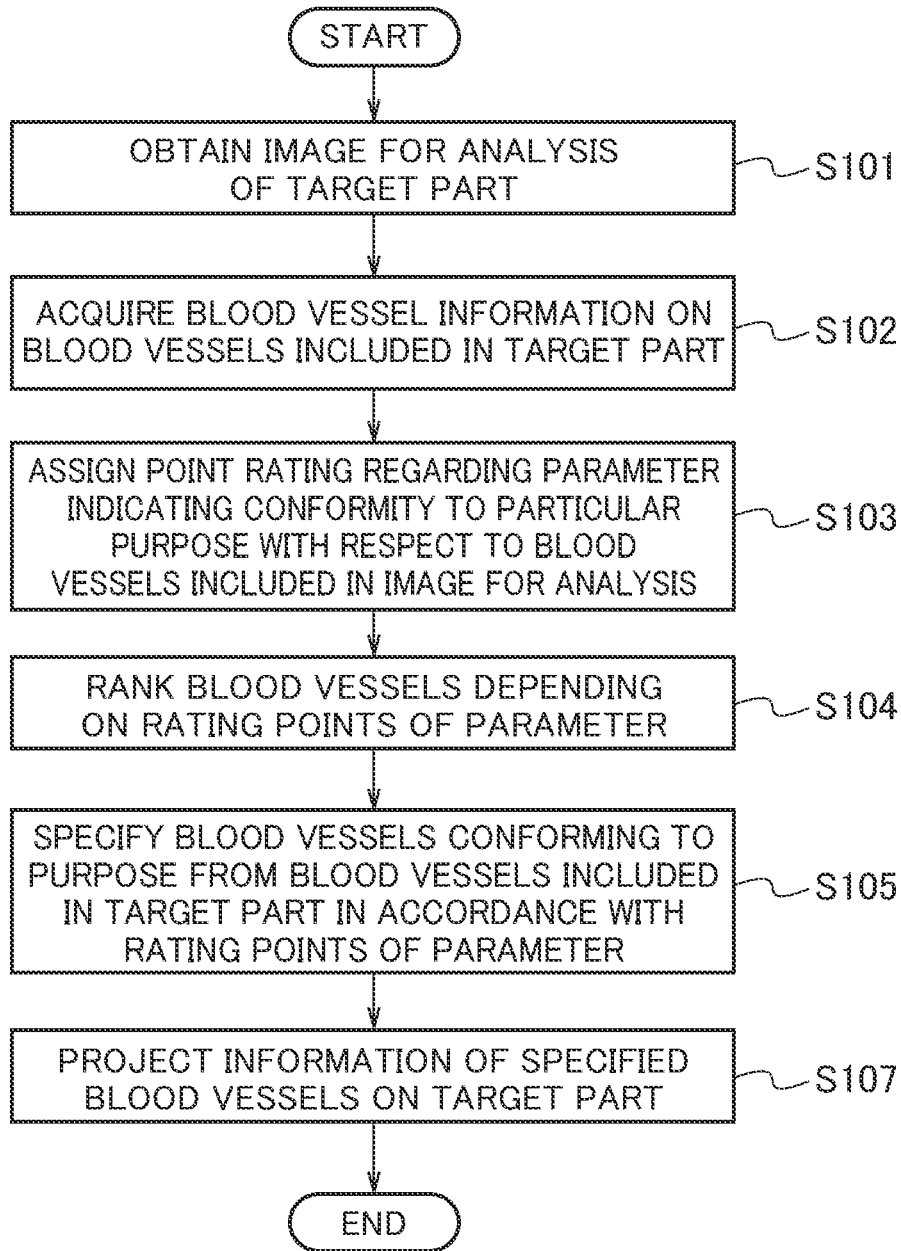 START
OBTAIN IMAGE FOR ANALYSIS
OF TARGET PART
S101
ACQUIRE BLOOD VESSEL INFORMATION ON
BLOOD VESSELS INCLUDED IN TARGET PART
S102
ASSIGN POINT RATING REGARDING PARAMETER
INDICATING CONFORMITY TO PARTICULAR
PURPOSE WITH RESPECT TO BLOOD
VESSELS INCLUDED IN IMAGE FOR ANALYSIS
S103
RANK BLOOD VESSELS DEPENDING
ON RATING POINTS OF PARAMETER
S104
SPECIFY BLOOD VESSELS CONFORMING TO
PURPOSE FROM BLOOD VESSELS INCLUDED
IN TARGET PART IN ACCORDANCE WITH
RATING POINTS OF PARAMETER
S105
PROJECT INFORMATION OF SPECIFIED
BLOOD VESSELS ON TARGET PART
S107
END